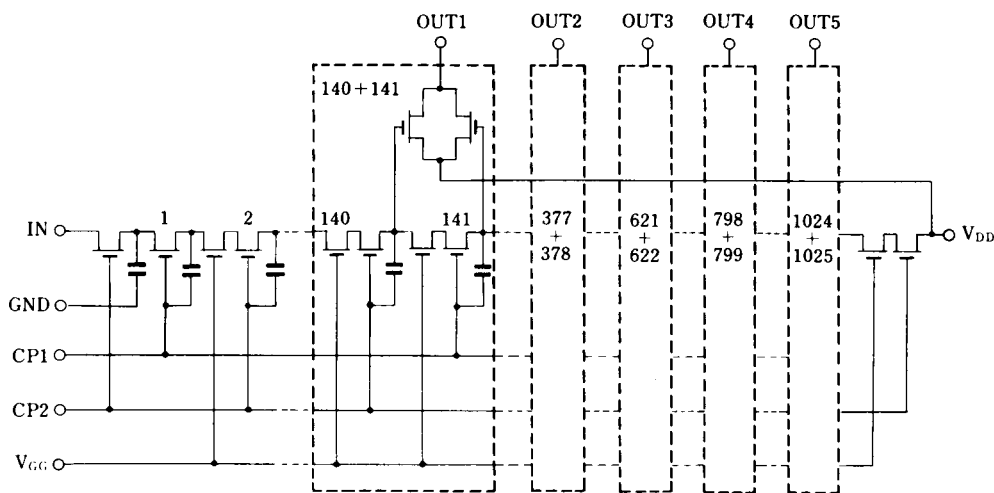 OUT1
OUT2
OUT3
OUT4
OUT5
140+141
IN
1
2
140
141
377
+
378
621
+
622
798
+
799
1024
+
1025
VDD
GND
CP1
CP2
VGG